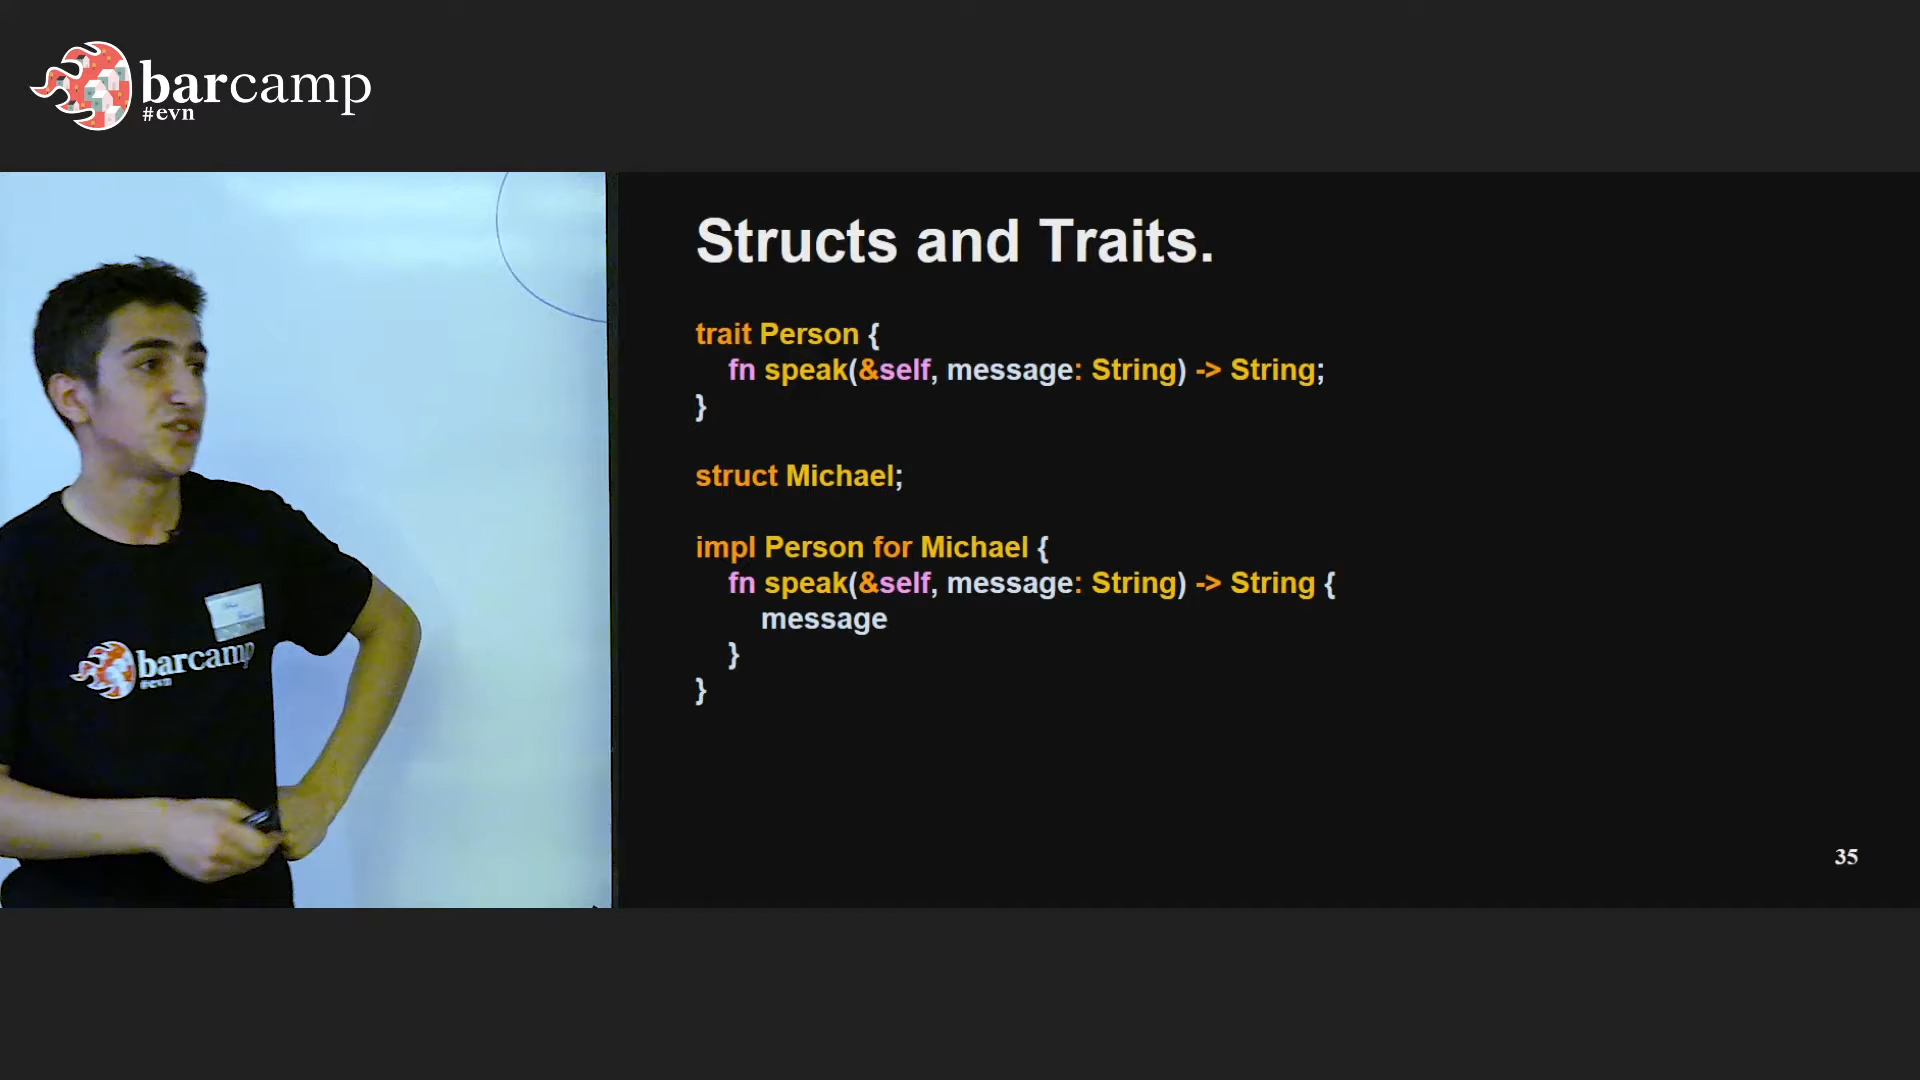 barcamp
#evn
Structs and Traits.
trait Person {
fn speak(&self, message: String) -> String;
}
struct Michael;
impl Person for Michael {
fn speak(&self, message: String) -> String {
message
}
}
35
barcamp
#evn